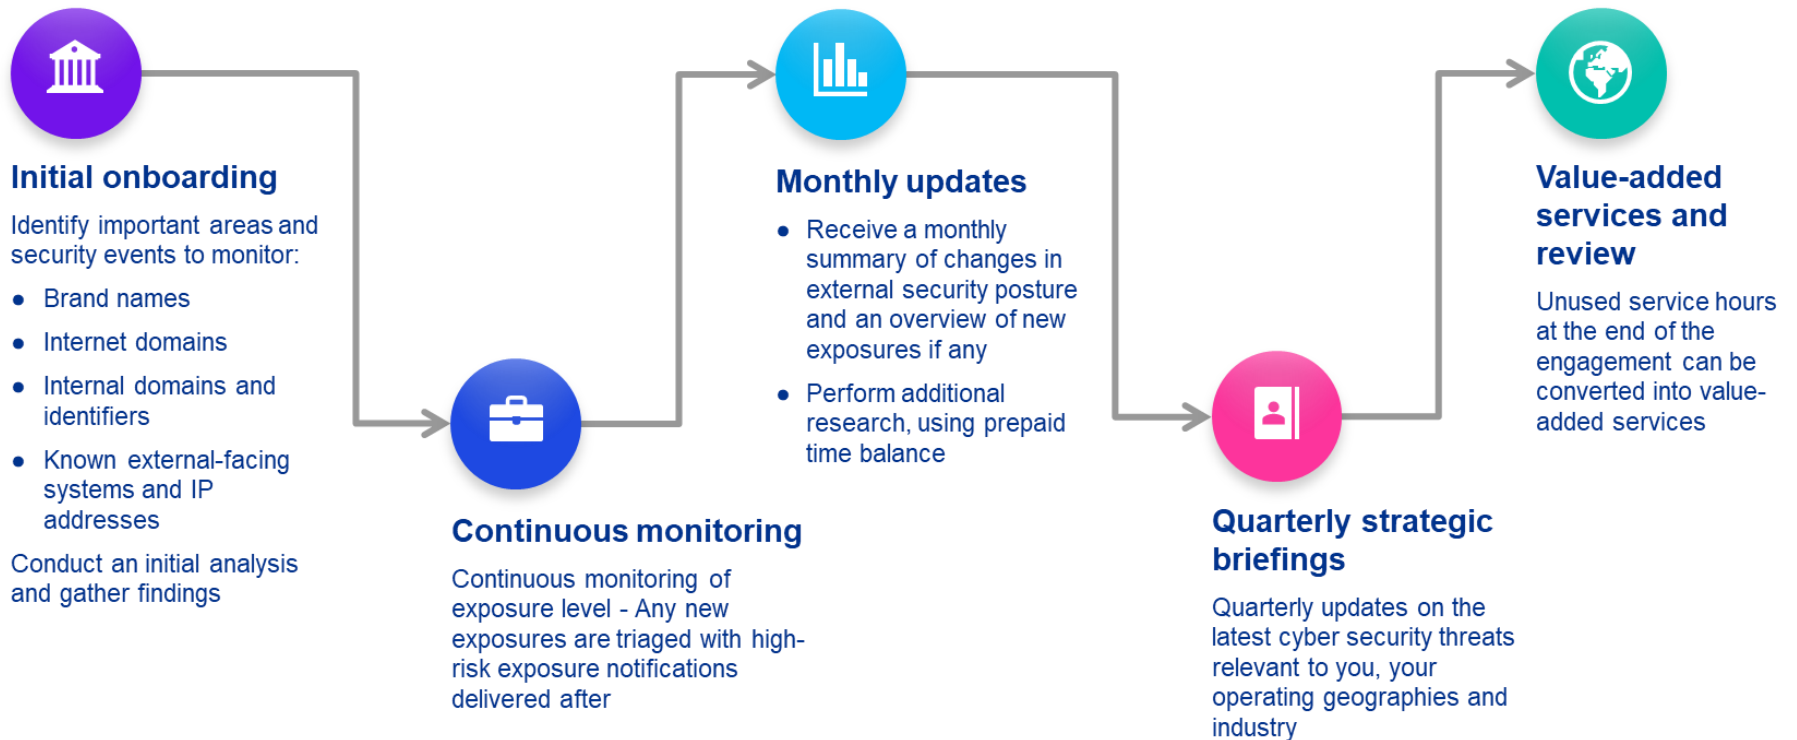 Initial onboarding
Identify important areas and
security events to monitor:
● Brand names
● Internet domains
● Internal domains and
identifiers
● Known external-facing
systems and IP
addresses
Conduct an initial analysis
and gather findings
Continuous monitoring
Continuous monitoring of
exposure level - Any new
exposures are triaged with high-
risk exposure notifications
delivered after
Monthly updates
● Receive a monthly
summary of changes in
external security posture
and an overview of new
exposures if any
● Perform additional
research, using prepaid
time balance
Quarterly strategic
briefings
Quarterly updates on the
latest cyber security threats
relevant to you, your
operating geographies and
industry
Value-added
services and
review
Unused service hours
at the end of the
engagement can be
converted into value-
added services